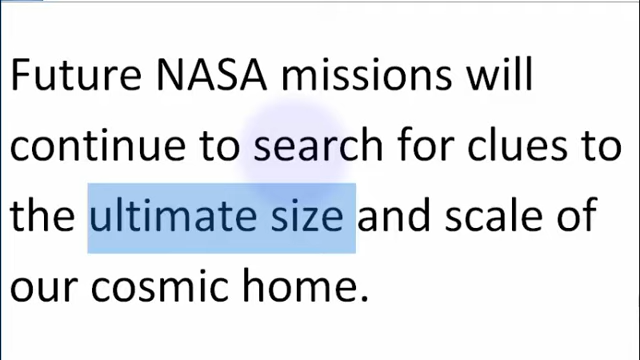 Future NASA missions will
continue to search for clues to
the ultimate size and scale of
our cosmic home.